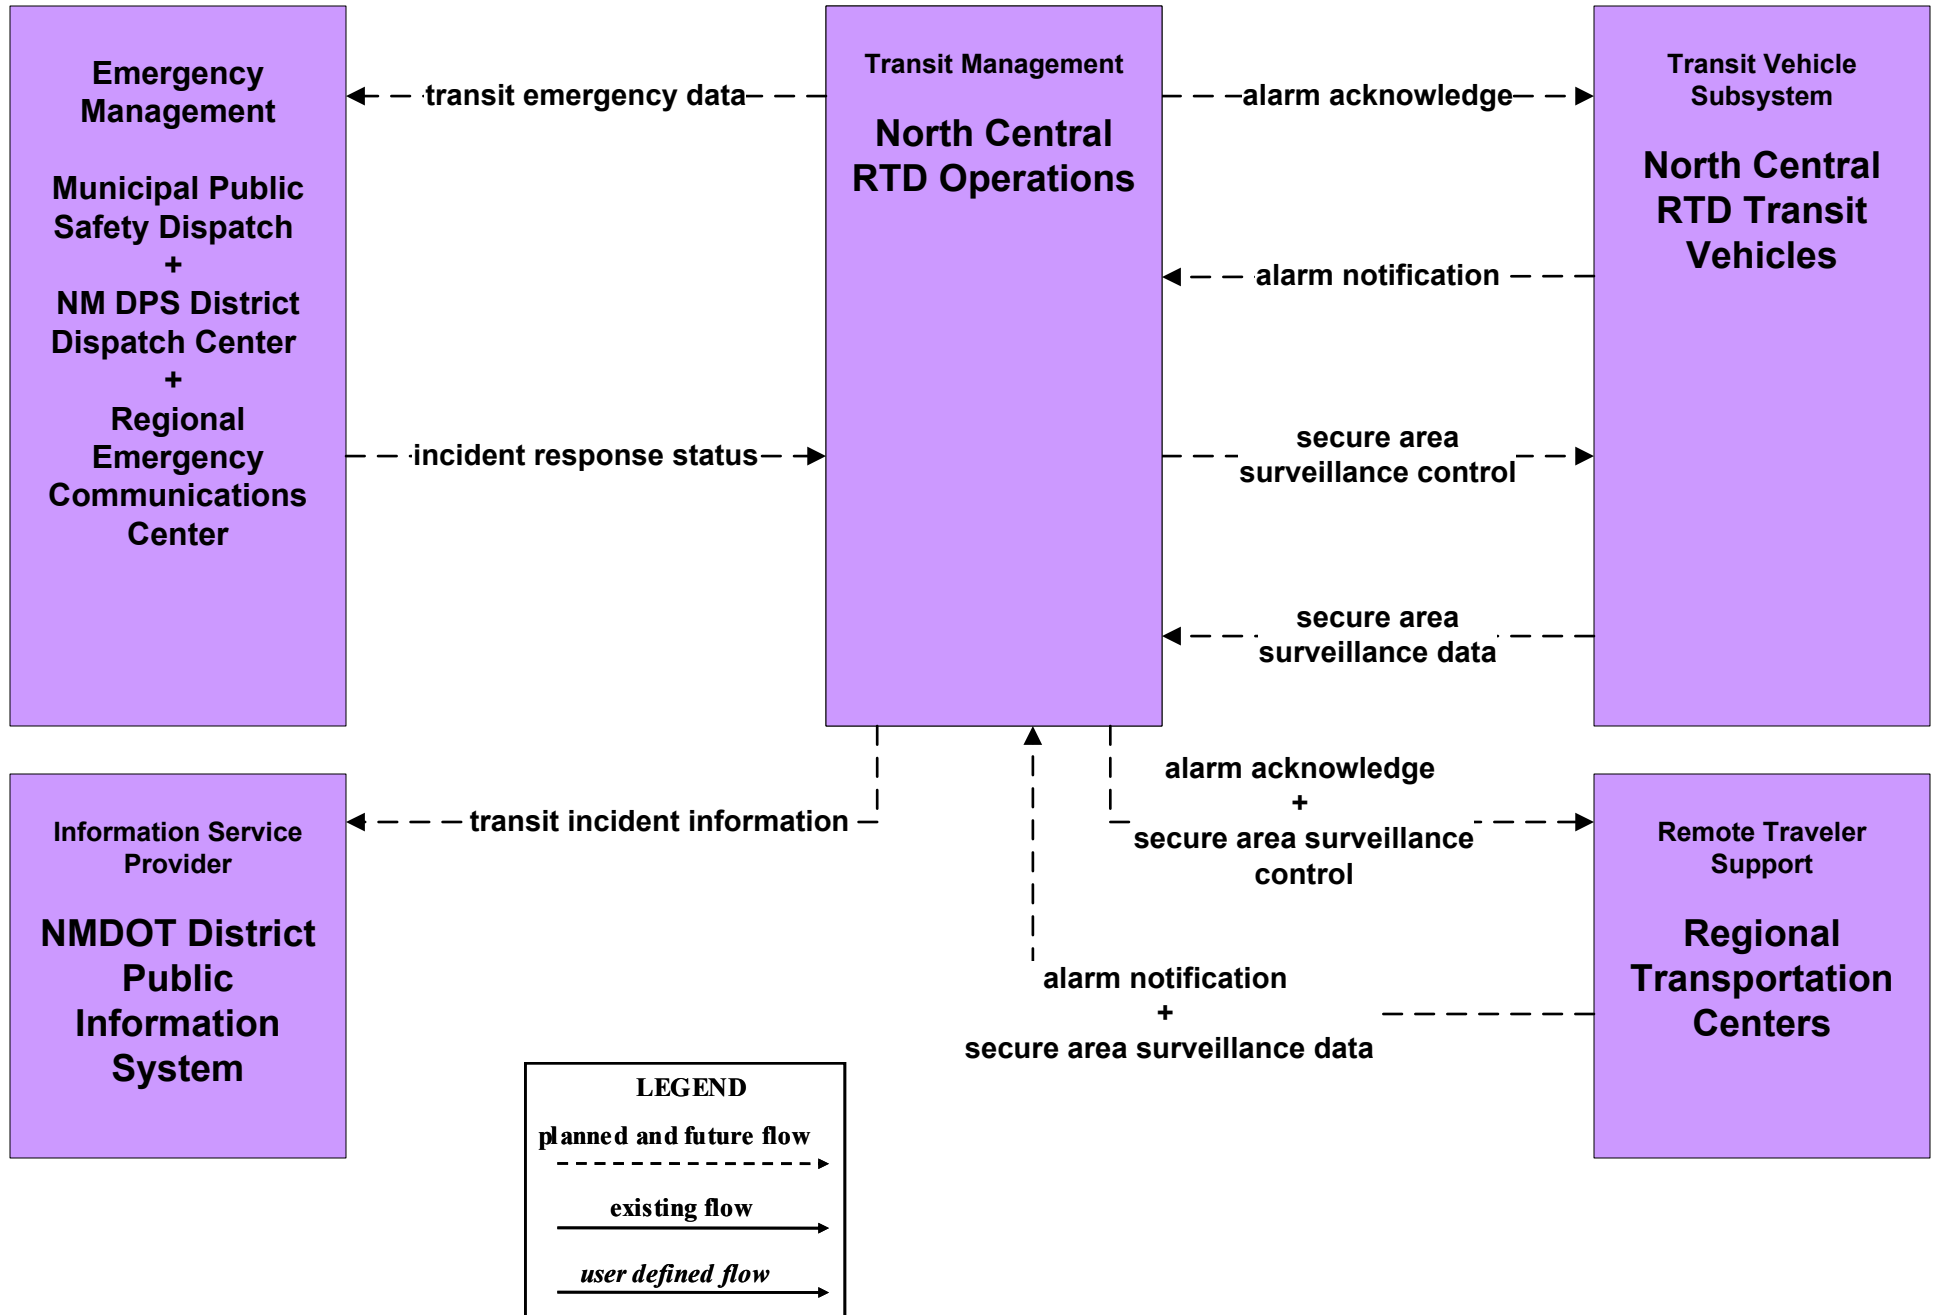 Emergency
Management
Municipal Public
Safety Dispatch
+
NM DPS District
Dispatch Center
+
Regional
Emergency
Communications
Center
transit emergency data
incident response status
Transit Management
North Central
RTD Operations
alarm acknowledge
alarm notification
secure area
surveillance control
secure area
surveillance data
Transit Vehicle
Subsystem
North Central
RTD Transit
Vehicles
Information Service
Provider
NMDOT District
Public
Information
System
transit incident information
alarm acknowledge
+
secure area surveillance
control
alarm notification
+
secure area surveillance data
Remote Traveler
Support
Regional
Transportation
Centers
LEGEND
planned and future flow
existing flow
user defined flow